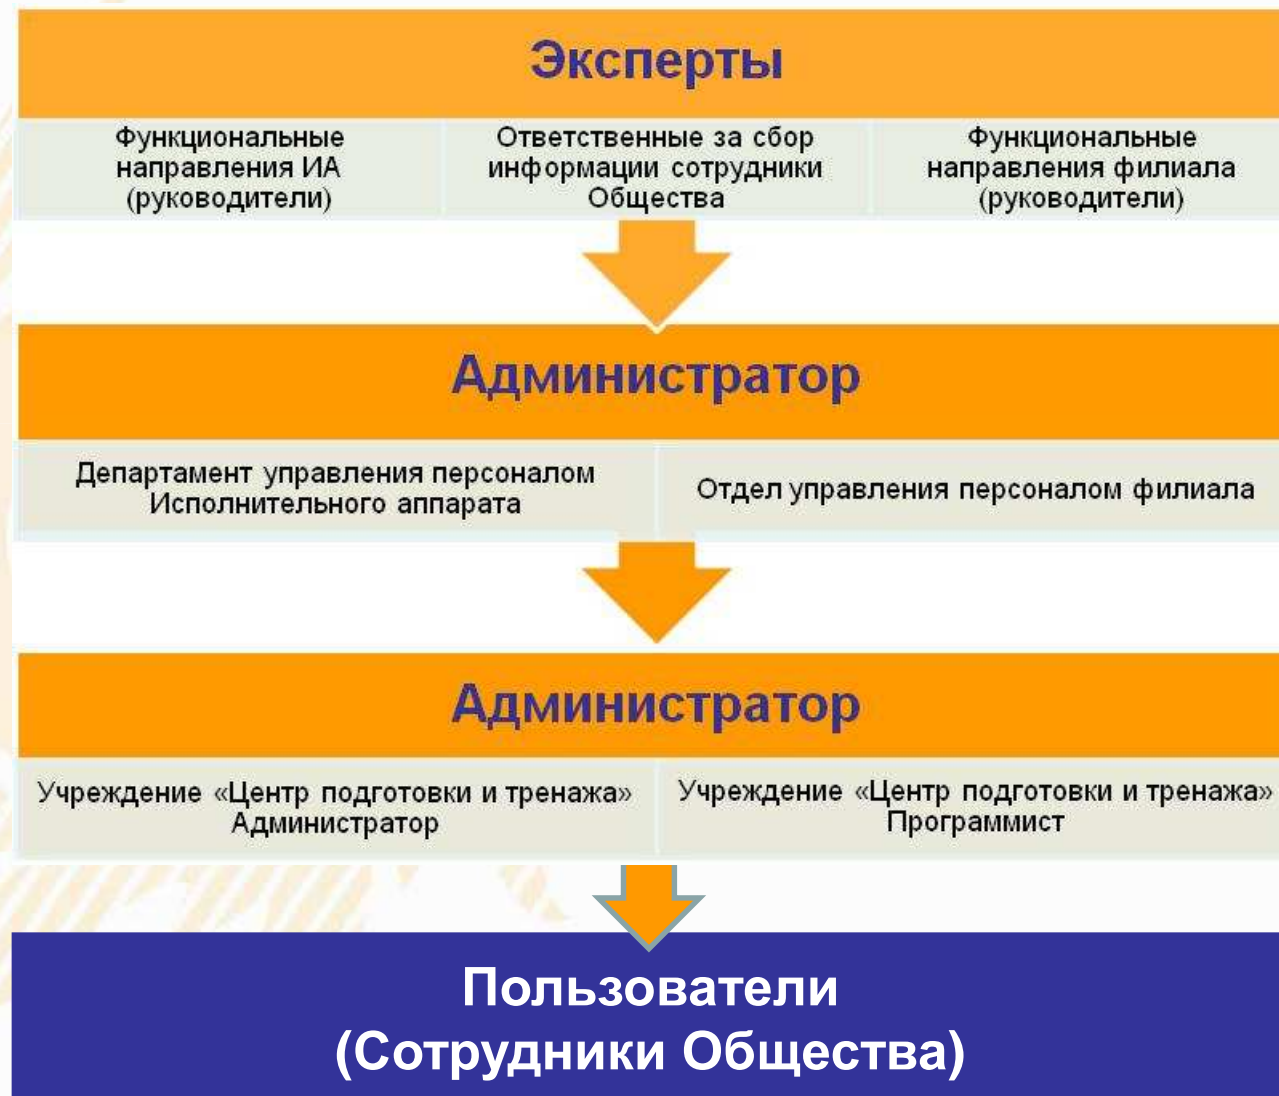 Эксперты
Функциональные
направления ИА
(руководители)
Ответственные за сбор
информации сотрудники
Общества
Функциональные
направления филиала
(руководители)
Администратор
Департамент управления персоналом
Исполнительного аппарата
Отдел управления персоналом филиала
Администратор
Учреждение «Центр подготовки и тренажа»
Администратор
Учреждение «Центр подготовки и тренажа»
Программист
Пользователи
(Сотрудники Общества)